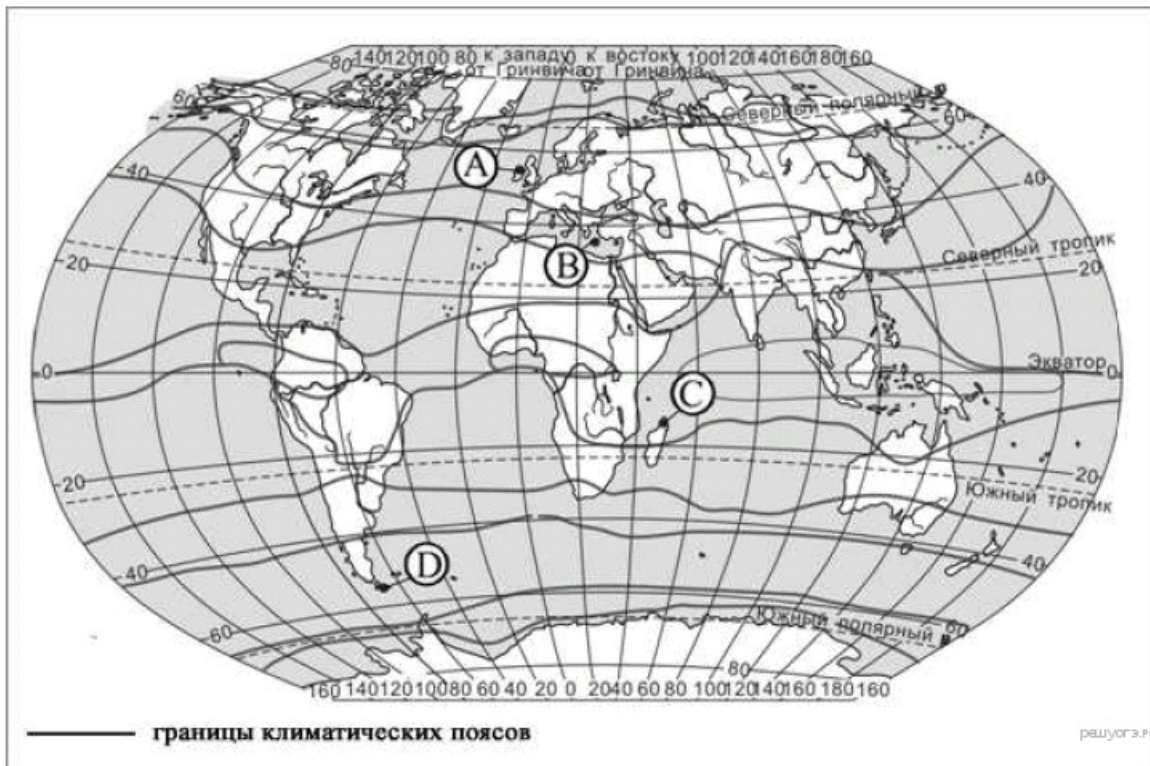 80 140 120 100 80 к западу 0 к востоку 100 120 140 160 180 160
от Гринвича от Гринвича
60 Северный полярный 60
A
40 40
B
Северный тропик
20 20
Экватор
0 0
C
20 20
Южный тропик
D
40 40
60 Южный полярный 60
80
160 140 120 100 80 60 40 20 0 20 40 60 80 100 120 140 160 180 160
границы климатических поясов